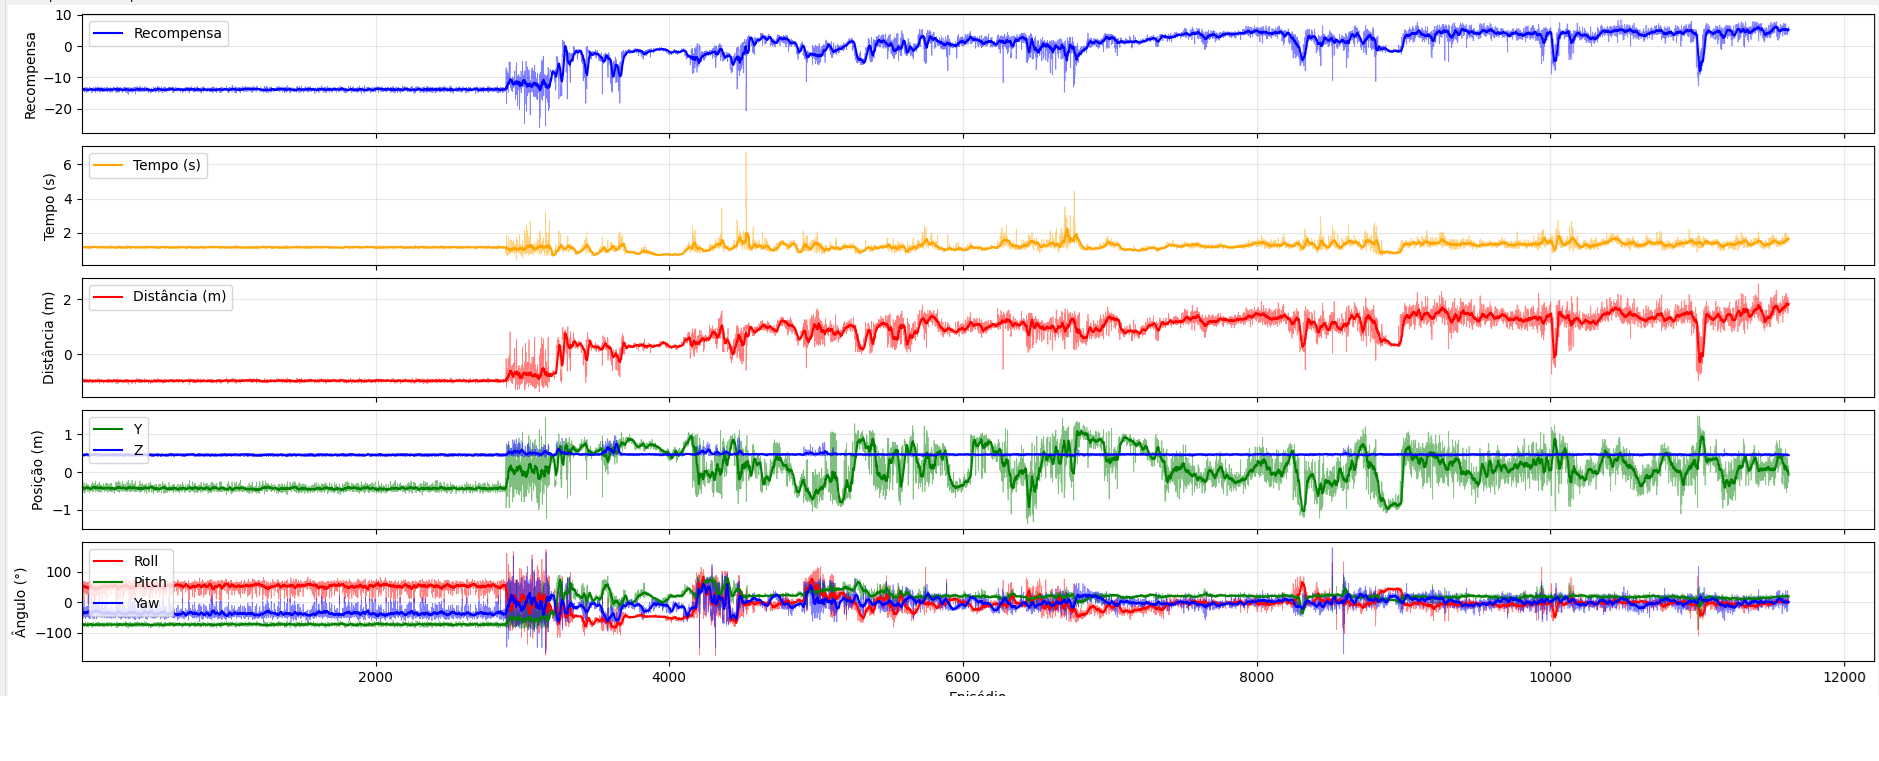 Recompensa
10
0
−10
−20
Recompensa
Tempo (s)
6
4
2
Tempo (s)
Distância (m)
2
0
Distância (m)
Posição (m)
1
0
−1
Y
Z
Ângulo (°)
100
0
−100
Roll
Pitch
Yaw
2000 4000 6000 8000 10000 12000
Episódio